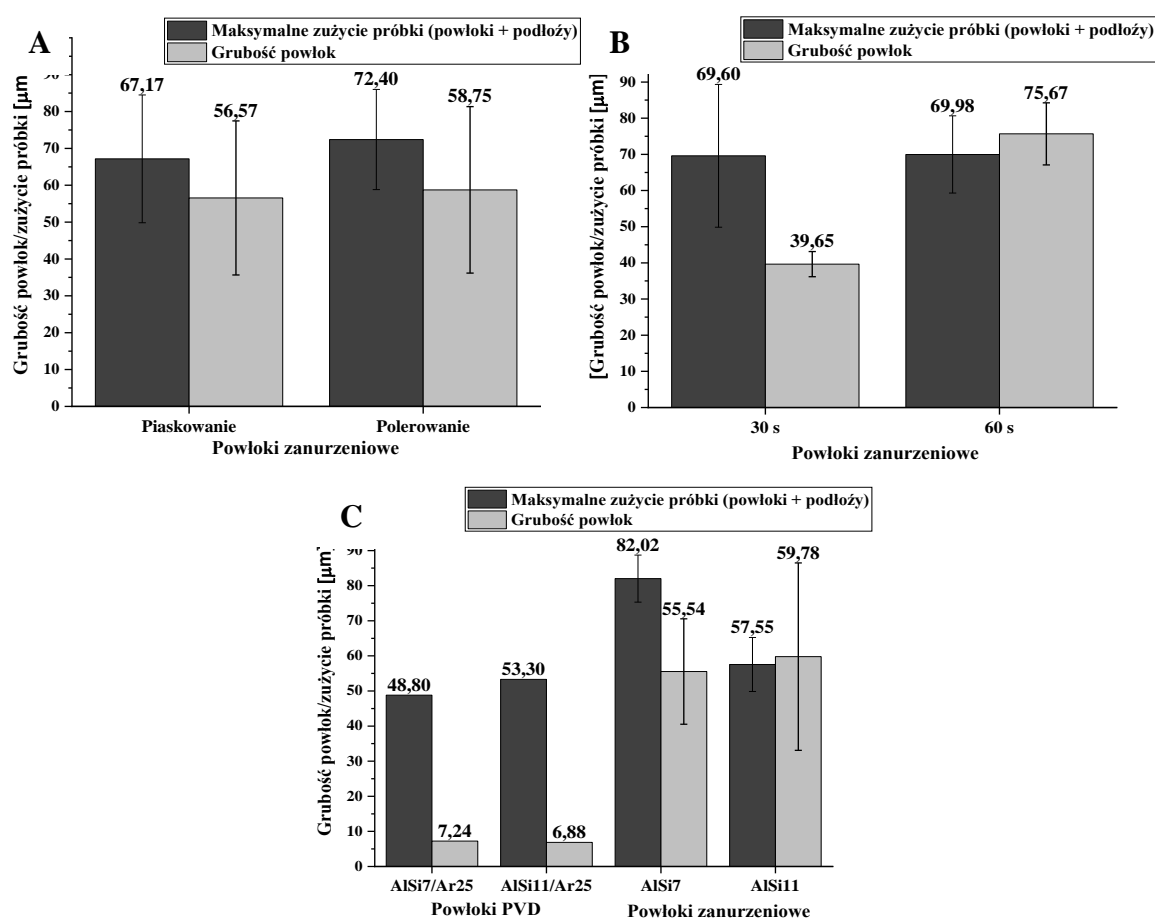 A
Maksymalne zużycie próbki (powłoki + podłoży)
Grubość powłok
Grubość powłok/zużycie próbki [μm]
90
80
70
60
50
40
30
20
10
0
67,17
56,57
72,40
58,75
Piaskowanie
Polerowanie
Powłoki zanurzeniowe
B
Maksymalne zużycie próbki (powłoki + podłoży)
Grubość powłok
[Grubość powłok/zużycie próbki [μm]
90
80
70
60
50
40
30
20
10
0
69,60
39,65
69,98
75,67
30 s
60 s
Powłoki zanurzeniowe
C
Maksymalne zużycie próbki (powłoki + podłoży)
Grubość powłok
Grubość powłok/zużycie próbki [μm]
90
80
70
60
50
40
30
20
10
0
48,80
7,24
53,30
6,88
82,02
55,54
57,55
59,78
AlSi7/Ar25
AlSi11/Ar25
AlSi7
AlSi11
Powłoki PVD
Powłoki zanurzeniowe